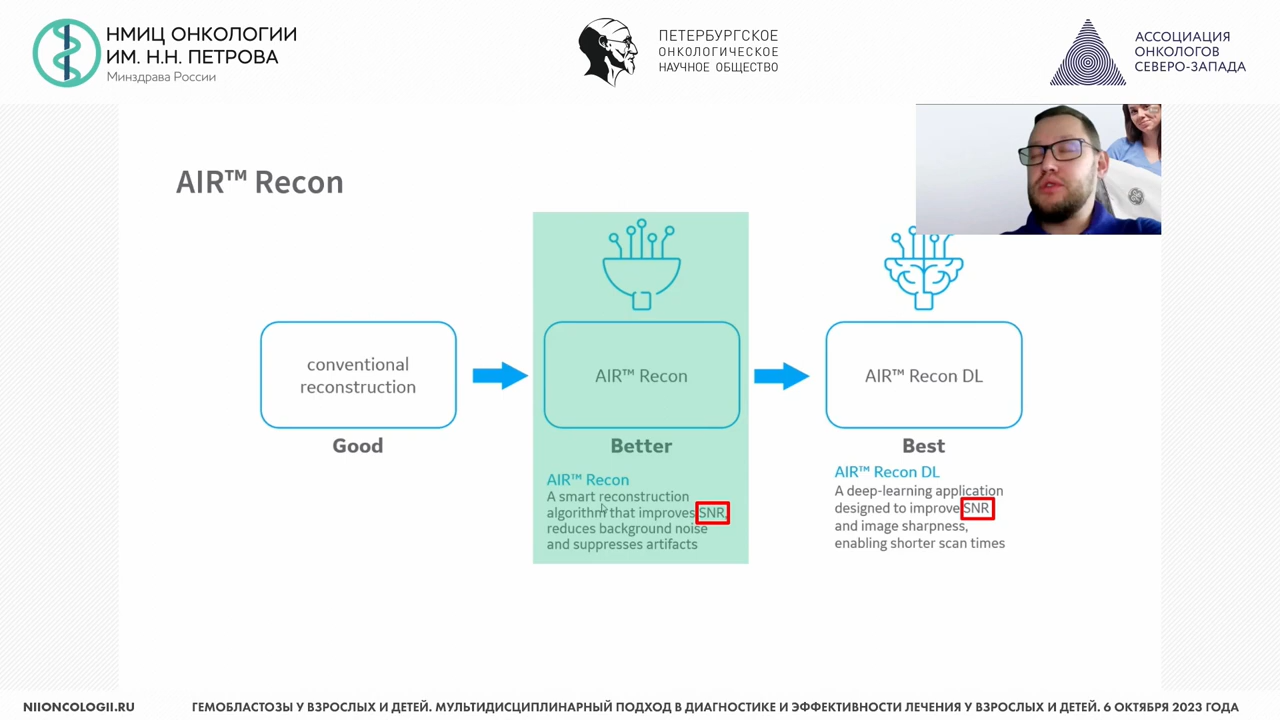 НМИЦ ОНКОЛОГИИ
ИМ. Н.Н. ПЕТРОВА
Минздрава России
ПЕТЕРБУРГСКОЕ
ОНКОЛОГИЧЕСКОЕ
НАУЧНОЕ ОБЩЕСТВО
АССОЦИАЦИЯ
ОНКОЛОГОВ
СЕВЕРО-ЗАПАДА
AIR™ Recon
conventional
reconstruction
Good
AIR™ Recon
Better
AIR™ Recon
A smart reconstruction
algorithm that improves SNR,
reduces background noise
and suppresses artifacts
AIR™ Recon DL
Best
AIR™ Recon DL
A deep-learning application
designed to improve SNR
and image sharpness,
enabling shorter scan times
NIIONCOLOGII.RU
ГЕМОБЛАСТОЗЫ У ВЗРОСЛЫХ И ДЕТЕЙ. МУЛЬТИДИСЦИПЛИНАРНЫЙ ПОДХОД В ДИАГНОСТИКЕ И ЭФФЕКТИВНОСТИ ЛЕЧЕНИЯ У ВЗРОСЛЫХ И ДЕТЕЙ. 6 ОКТЯБРЯ 2023 ГОДА